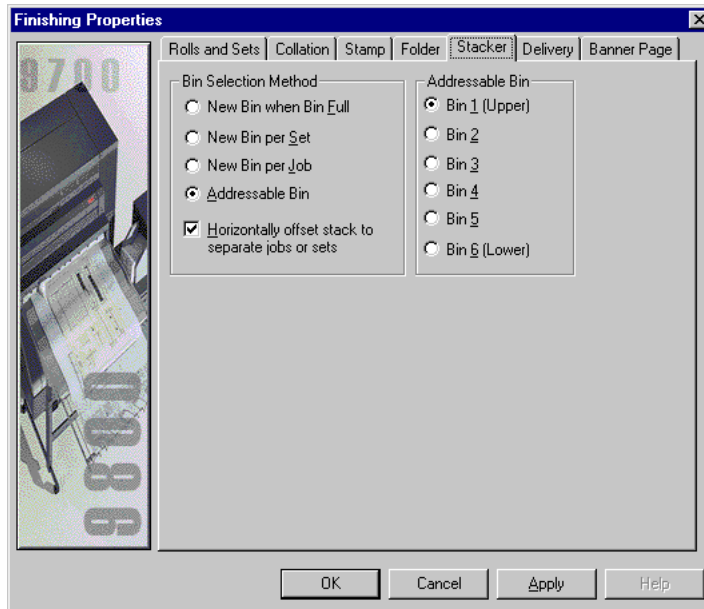 Finishing Properties
Rolls and Sets Collation Stamp Folder Stacker Delivery Banner Page
9700
9800
Bin Selection Method
New Bin when Bin Full
New Bin per Set
New Bin per Job
Addressable Bin
Horizontally offset stack to
separate jobs or sets
Addressable Bin
Bin 1 (Upper)
Bin 2
Bin 3
Bin 4
Bin 5
Bin 6 (Lower)
OK Cancel Apply Help